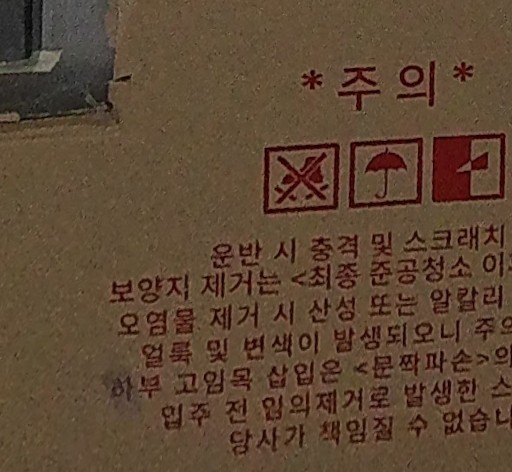 * 주 의 *
운반 시 충격 및 스크래치
보양지 제거는 <최종 준공청소 이
오염물 제거 시 산성 또는 알칼리
얼룩 및 변색이 발생되오니 주의
하부 고임목 삽입은 <문짝파손>의
입주 전 임의제거로 발생한 스
당사가 책임질 수 없습니